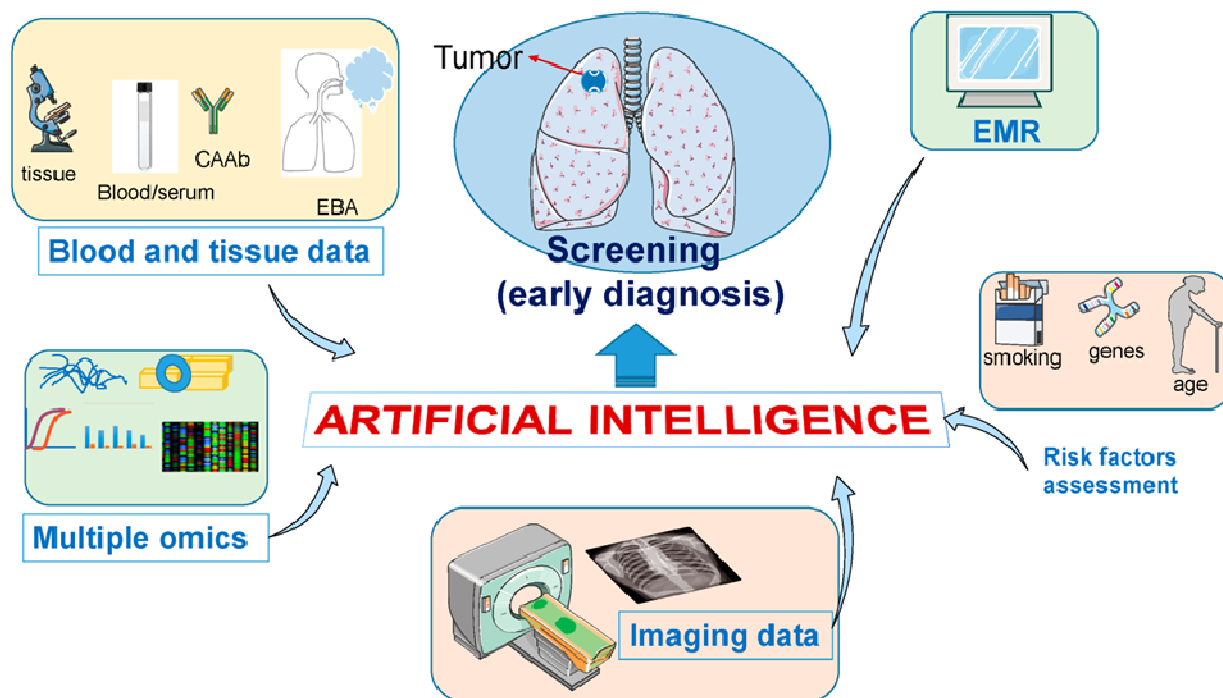 tissue
Blood/serum
CAAb
EBA
Blood and tissue data
Tumor
Screening
(early diagnosis)
EMR
smoking
genes
age
Risk factors
assessment
ARTIFICIAL INTELLIGENCE
Multiple omics
Imaging data